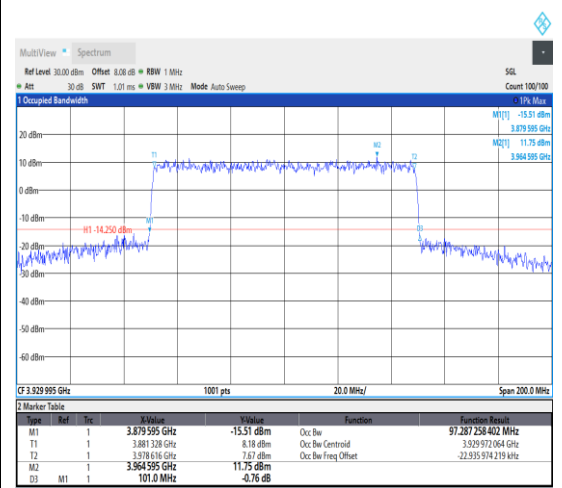 MultiView Spectrum
Ref Level 30.00 dBm Offset 8.08 dB RBW 1 MHz SGL
Att 30 dB SWT 1.01 ms VBW 3 MHz Mode Auto Sweep Count 100/100
1 Occupied Bandwidth 1Pk Max
M1[1] -15.51 dBm
3.879 595 GHz
M2[1] 11.75 dBm
3.964 595 GHz
20 dBm
10 dBm
0 dBm
-10 dBm
-20 dBm
-30 dBm
-40 dBm
-50 dBm
-60 dBm
T1
M2
T2
M1
H1 -14.250 dBm
D3
CF 3.929 995 GHz 1001 pts 20.0 MHz/ Span 200.0 MHz
2 Marker Table
Type Ref Trc X-Value Y-Value Function Function Result
M1 1 3.879 595 GHz -15.51 dBm Occ Bw 97.287 258 402 MHz
T1 1 3.881 328 GHz 8.18 dBm Occ Bw Centroid 3.929 972 064 GHz
T2 1 3.978 616 GHz 7.67 dBm Occ Bw Freq Offset -22.935 974 219 kHz
M2 1 3.964 595 GHz 11.75 dBm
D3 M1 1 101.0 MHz -0.76 dB